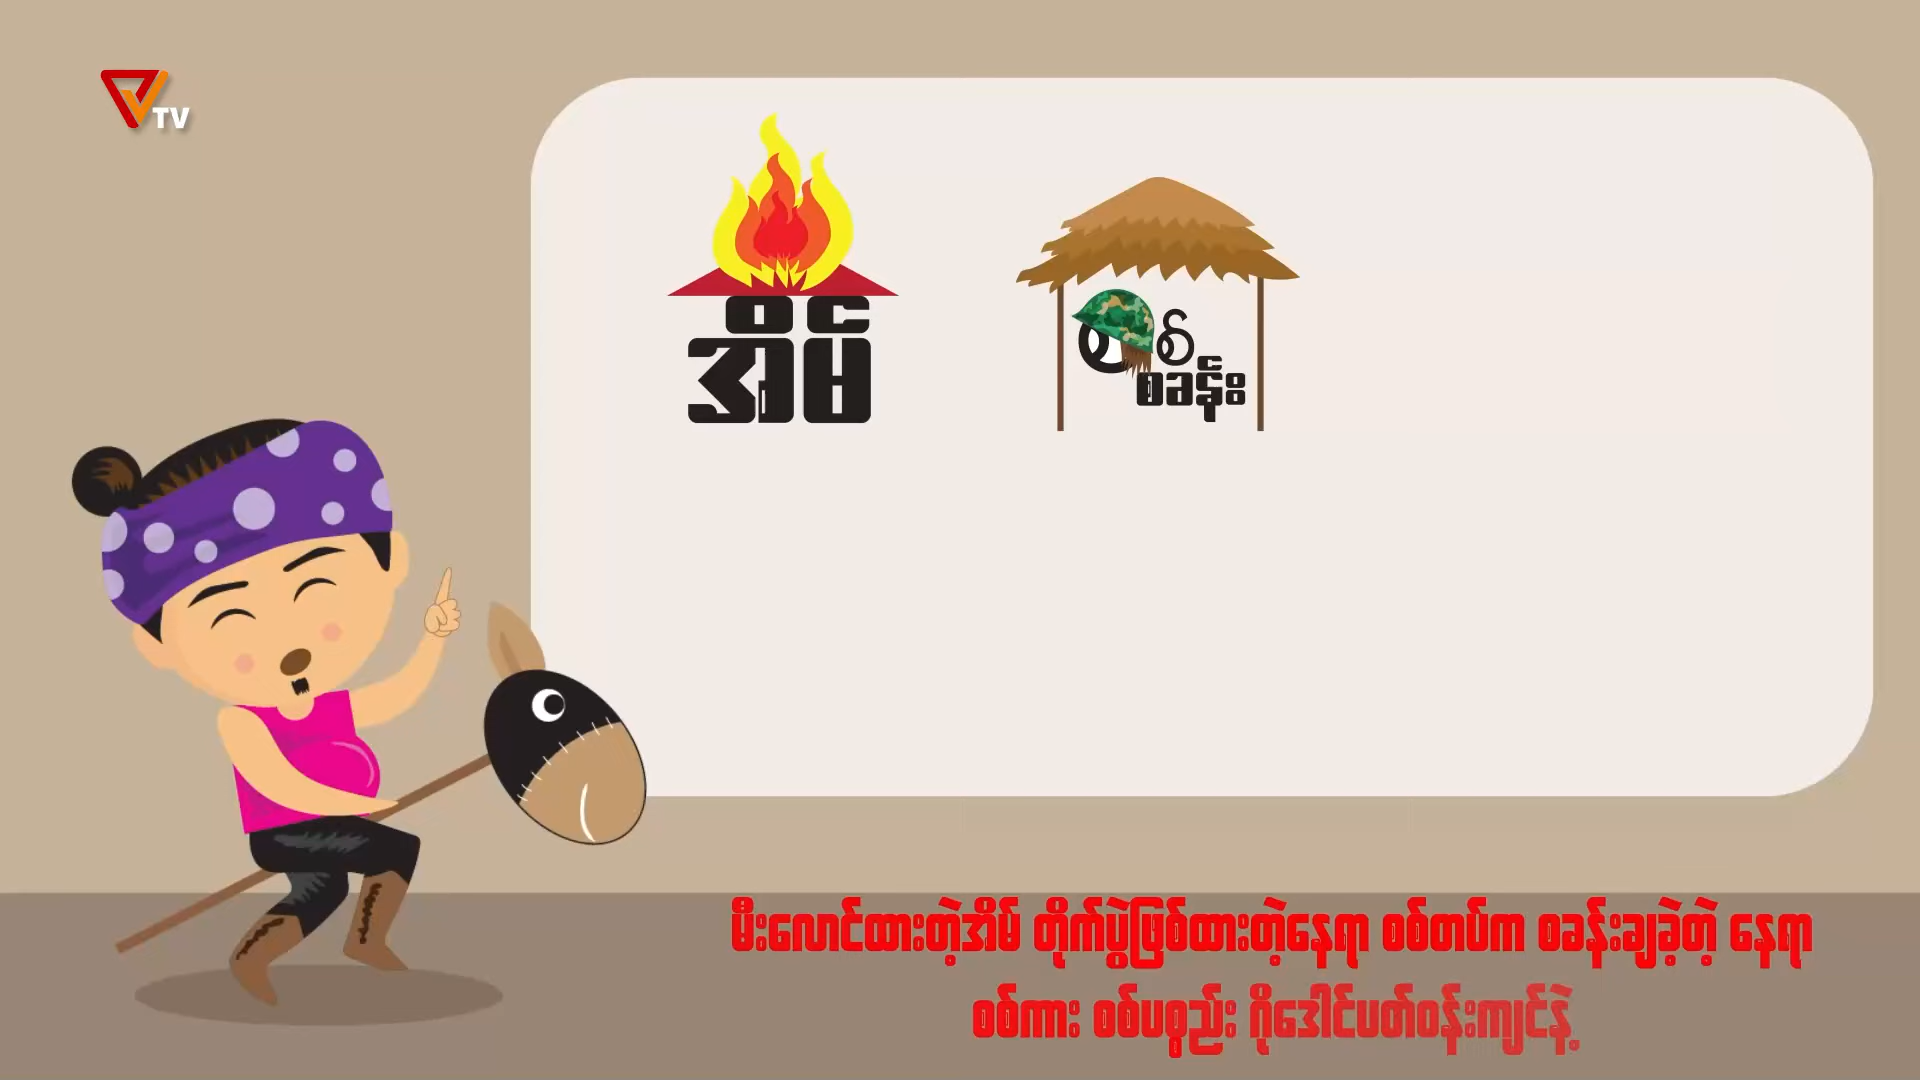 TV
အိမ်
စစ်
စခန်း
မီးလောင်ထားတဲ့အိမ် တိုက်ပွဲဖြစ်ထားတဲ့နေရာ စစ်တပ်က စခန်းချခဲ့တဲ့ နေရာ
စစ်ကား စစ်ပစ္စည်း ဂိုဒေါင်ပတ်ဝန်းကျင်နဲ့